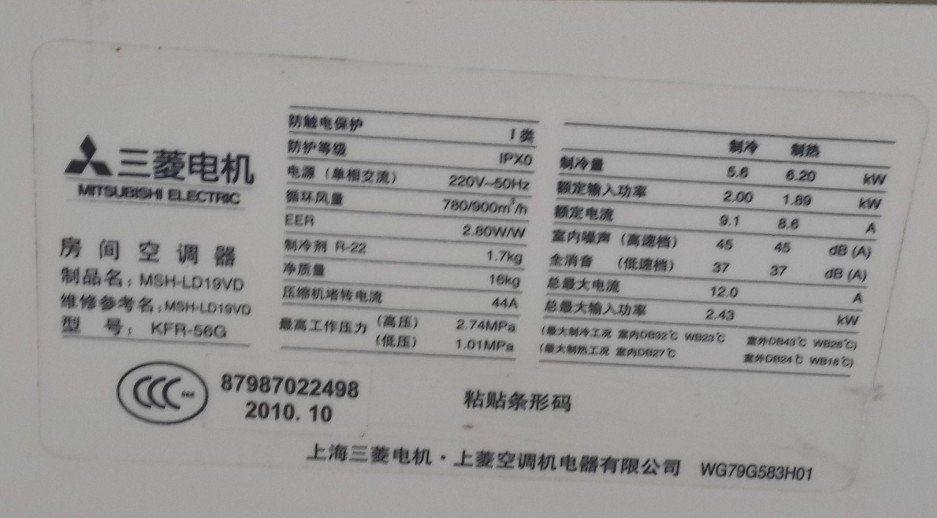 三菱电机
MITSUBISHI ELECTRIC
房间空调器
制品名：MSH-LD19VD
维修参考名：MSH-LD19VD
型号：KFR-56G
防触电保护 I类
防护等级 IPX0
电源（单相交流） 220V~50Hz
循环风量 780/900m³/h
EER 2.80W/W
制冷剂 R-22 1.7kg
净质量 16kg
压缩机堵转电流 44A
最高工作压力（高压） 2.74MPa
（低压） 1.01MPa
制冷 制热
制冷量 5.6 6.20 kW
额定输入功率 2.00 1.89 kW
额定电流 9.1 8.6 A
室内噪声（高速档） 45 45 dB (A)
全消音（低速档） 37 37 dB (A)
总最大电流 12.0 A
总最大输入功率 2.43 kW
(最大制冷工况 室内DB32℃ WB23℃ 室外DB43℃ WB26℃)
(最大制热工况 室内DB27℃ 室外DB24℃ WB18℃)
CCC
87987022498
2010.10
粘贴条形码
上海三菱电机·上菱空调机电器有限公司 WG79G583H01